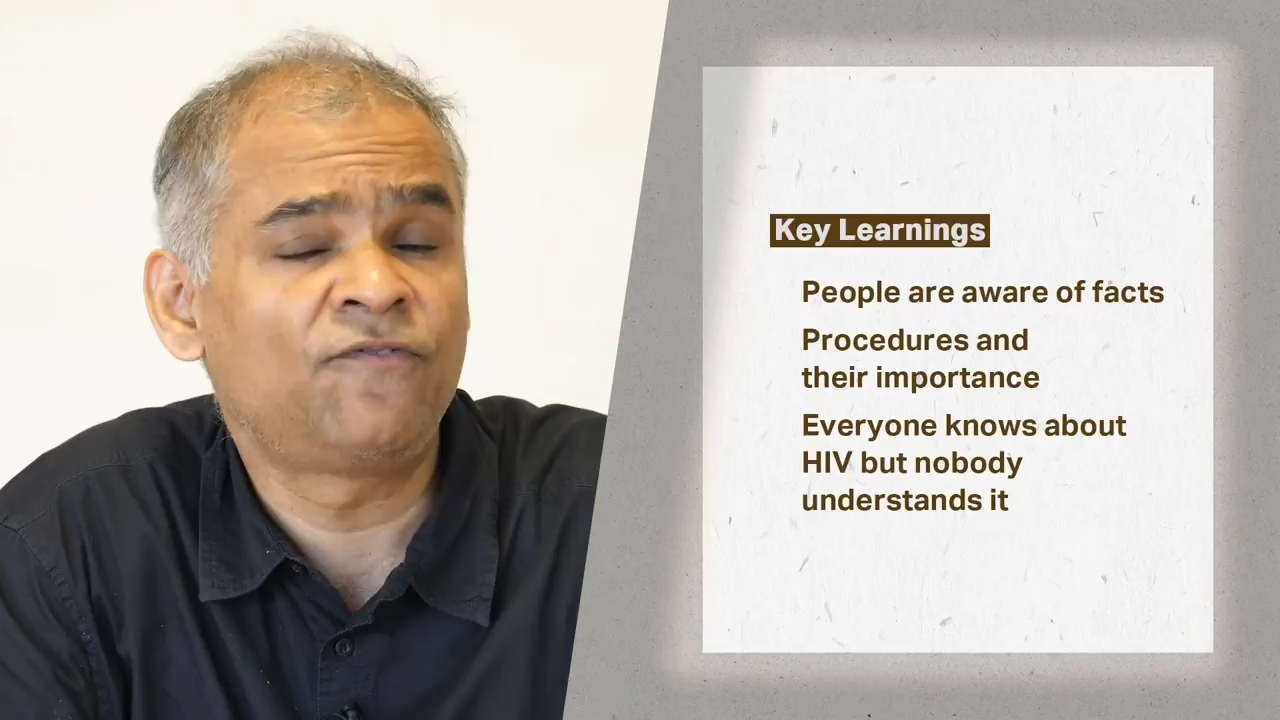 Key Learnings
People are aware of facts
Procedures and
their importance
Everyone knows about
HIV but nobody
understands it